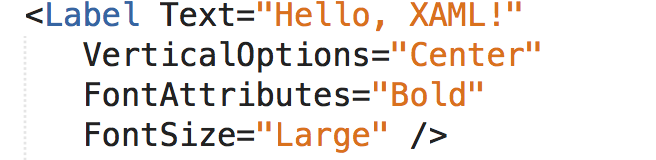 <Label Text="Hello, XAML!"
VerticalOptions="Center"
FontAttributes="Bold"
FontSize="Large" />